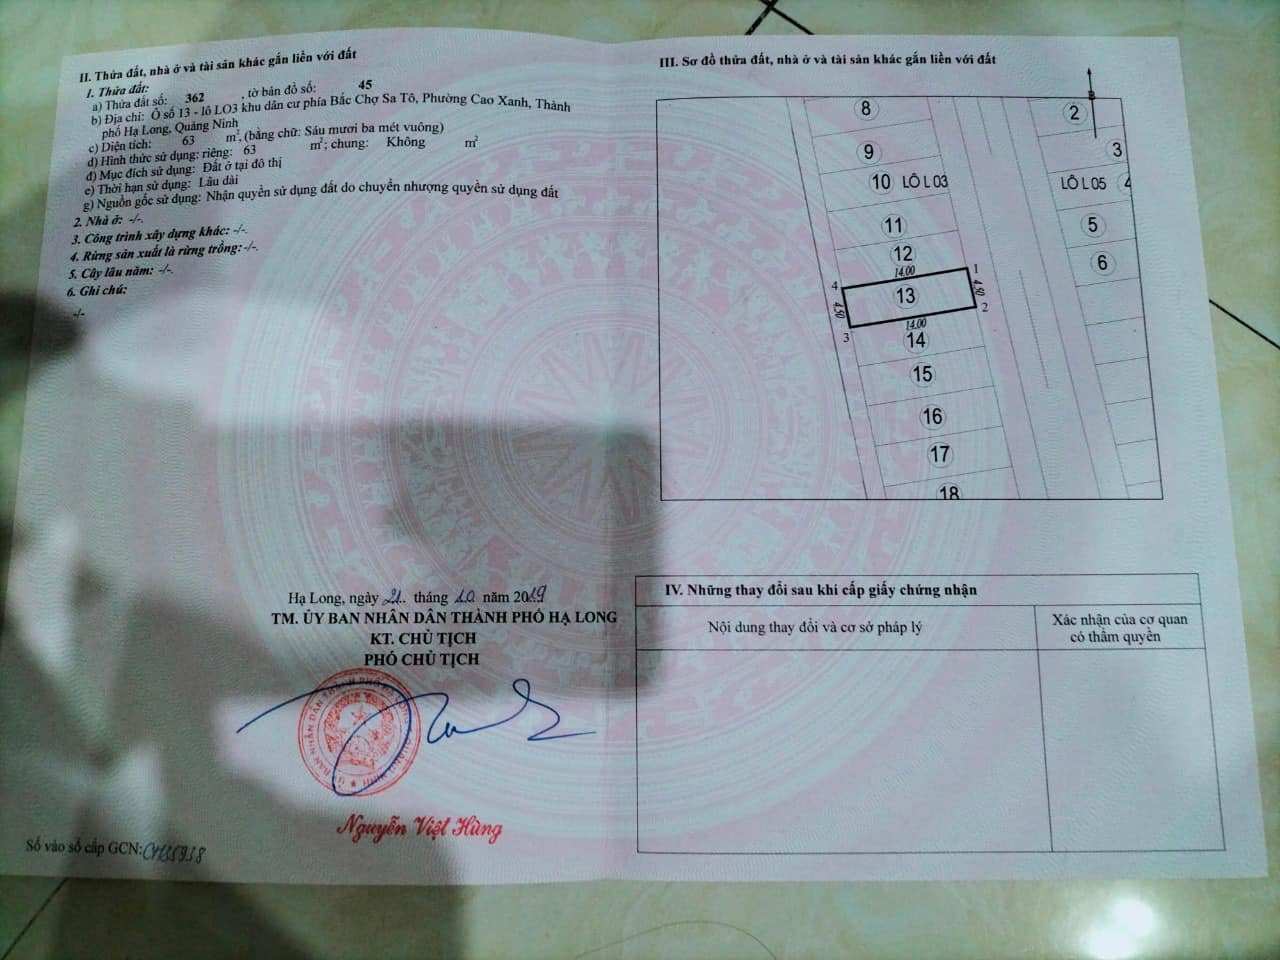 II. Thửa đất, nhà ở và tài sản khác gắn liền với đất
1. Thửa đất:
a) Thửa đất số: 362 , tờ bản đồ số: 45
b) Địa chỉ: Ô số 13 - lô LO3 khu dân cư phía Bắc Chợ Sa Tô, Phường Cao Xanh, Thành
phố Hạ Long, Quảng Ninh
c) Diện tích: 63 m², (bằng chữ: Sáu mươi ba mét vuông)
d) Hình thức sử dụng: riêng: 63 m²; chung: Không m²
đ) Mục đích sử dụng: Đất ở tại đô thị
e) Thời hạn sử dụng: Lâu dài
g) Nguồn gốc sử dụng: Nhận quyền sử dụng đất do chuyển nhượng quyền sử dụng đất
2. Nhà ở: -/-.
3. Công trình xây dựng khác: -/-.
4. Rừng sản xuất là rừng trồng: -/-.
5. Cây lâu năm: -/-.
6. Ghi chú:
-/-
Hạ Long, ngày 21 tháng 10 năm 2019
TM. ỦY BAN NHÂN DÂN THÀNH PHỐ HẠ LONG
KT. CHỦ TỊCH
PHÓ CHỦ TỊCH
Nguyễn Việt Hùng
Số vào sổ cấp GCN:
III. Sơ đồ thửa đất, nhà ở và tài sản khác gắn liền với đất
B
8
2
9
3
10 LÔ L 03
LÔ L 05 4
11
5
12
6
14.00
1
4
4.50
13
4.50
2
14.00
3
14
15
16
17
18
IV. Những thay đổi sau khi cấp giấy chứng nhận
Nội dung thay đổi và cơ sở pháp lý
Xác nhận của cơ quan
có thẩm quyền